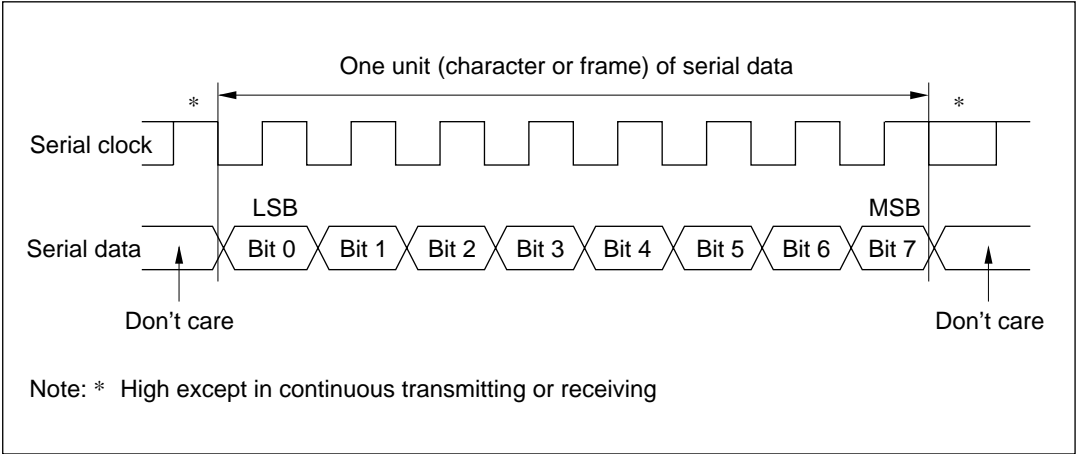 One unit (character or frame) of serial data
* *
Serial clock
LSB MSB
Serial data Bit 0 Bit 1 Bit 2 Bit 3 Bit 4 Bit 5 Bit 6 Bit 7
Don’t care Don’t care
Note: * High except in continuous transmitting or receiving